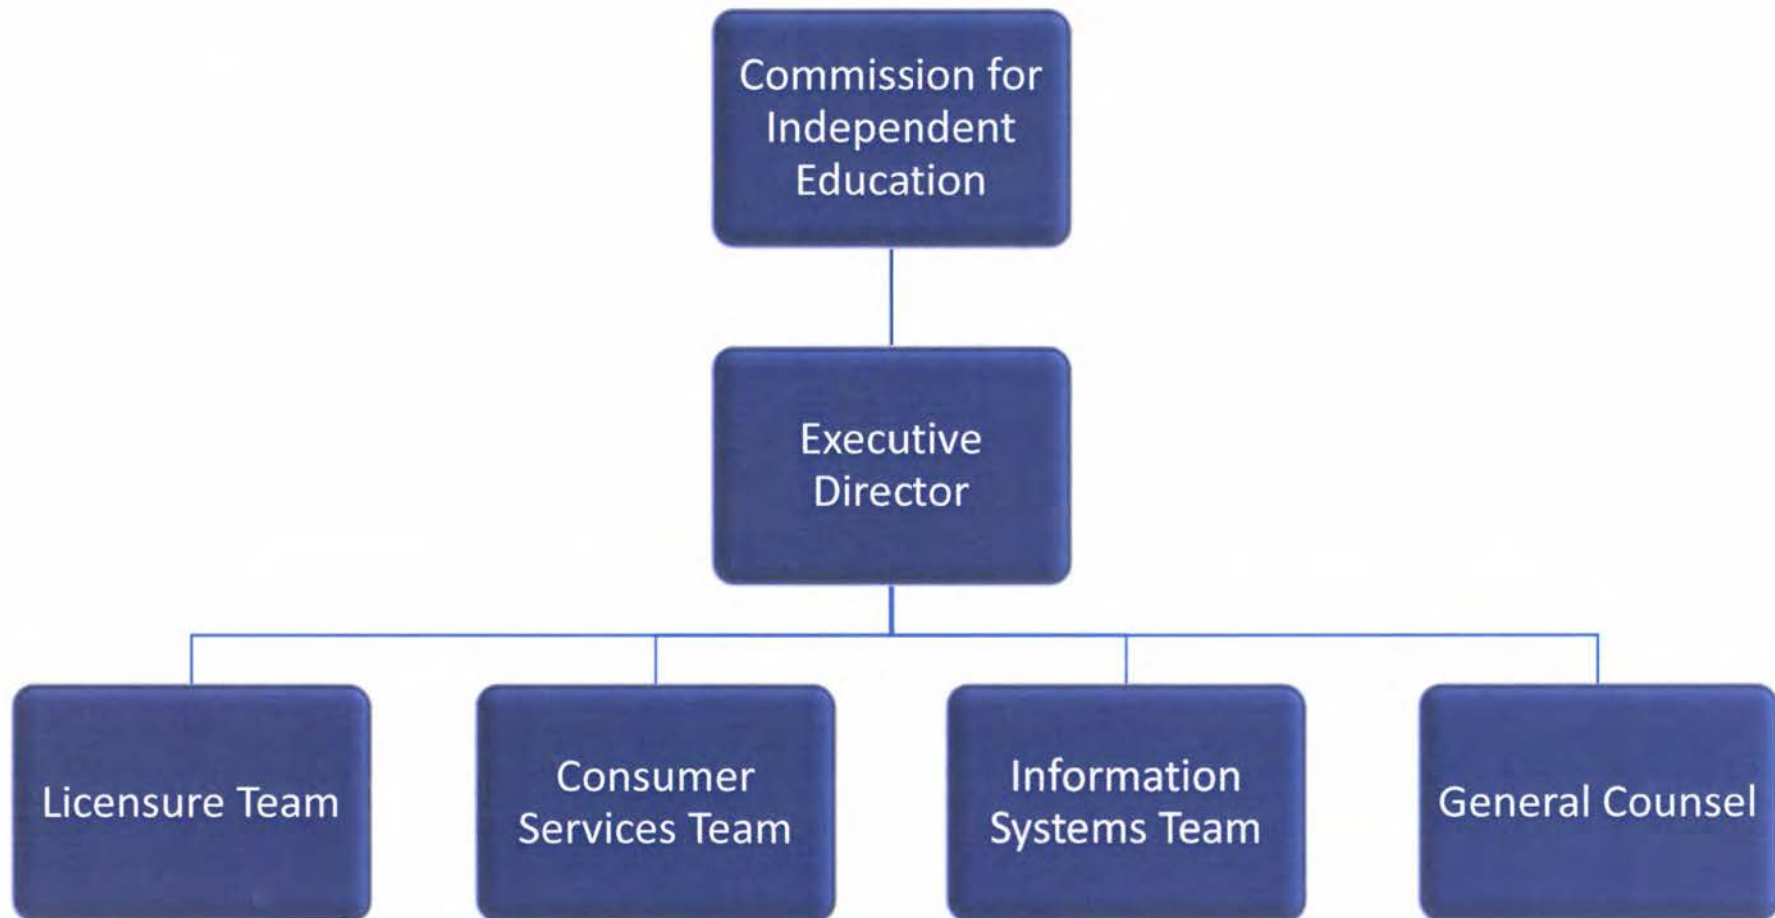 Commission for
Independent
Education
Executive
Director
Licensure Team
Consumer
Services Team
Information
Systems Team
General Counsel